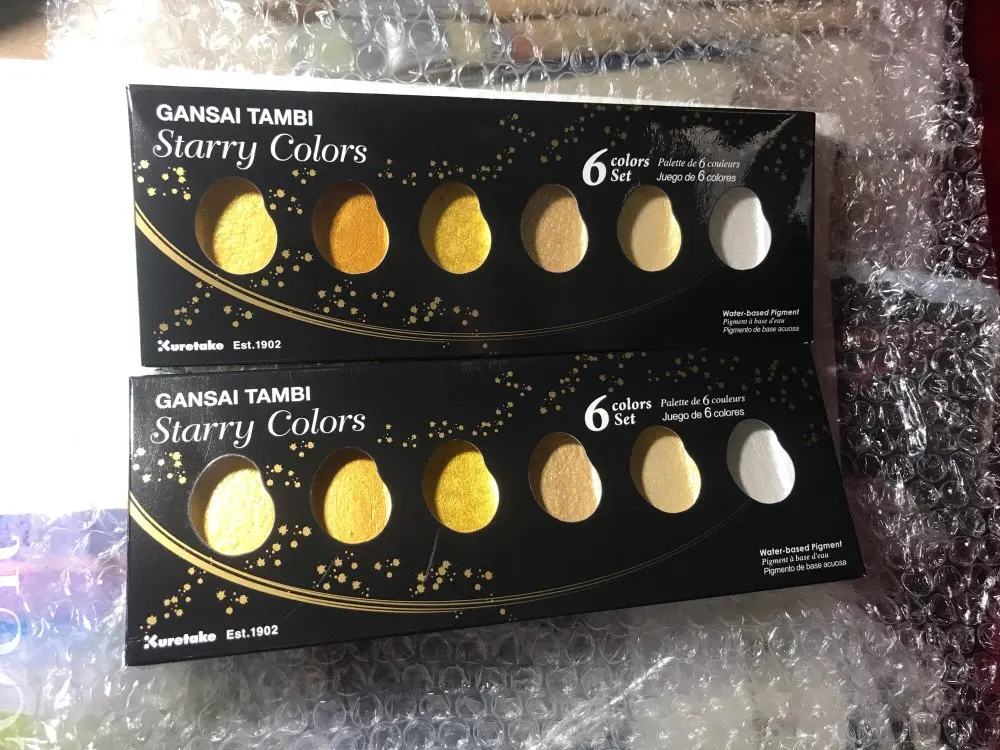 GANSAI TAMBI
Starry Colors
6 colors Set
Palette de 6 couleurs
Juego de 6 colores
Water-based Pigment
Pigment à base d'eau
Pigmento de base acuosa
Kuretake Est.1902
GANSAI TAMBI
Starry Colors
6 colors Set
Palette de 6 couleurs
Juego de 6 colores
Water-based Pigment
Pigment à base d'eau
Pigmento de base acuosa
Kuretake Est.1902